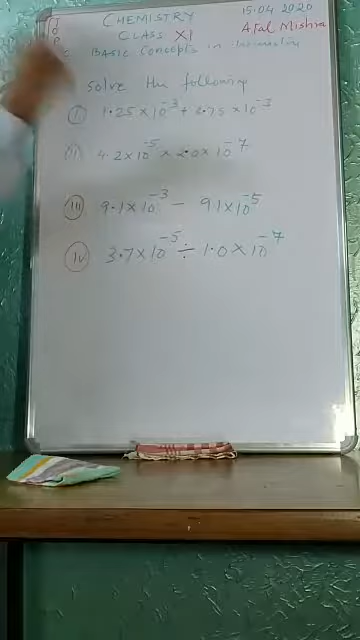 CHEMISTRY 15.04.2020
CLASS XI Atal Mishra
TOPIC BASIC Concepts in chemistry
solve the following
(i) 1.25 × 10⁻³ + 2.75 × 10⁻³
(ii) 4.2 × 10⁻⁵ × 2.0 × 10⁻⁷
(iii) 9.1 × 10⁻³ − 9.1 × 10⁻⁵
(iv) 3.7 × 10⁻⁵ ÷ 1.0 × 10⁻⁷